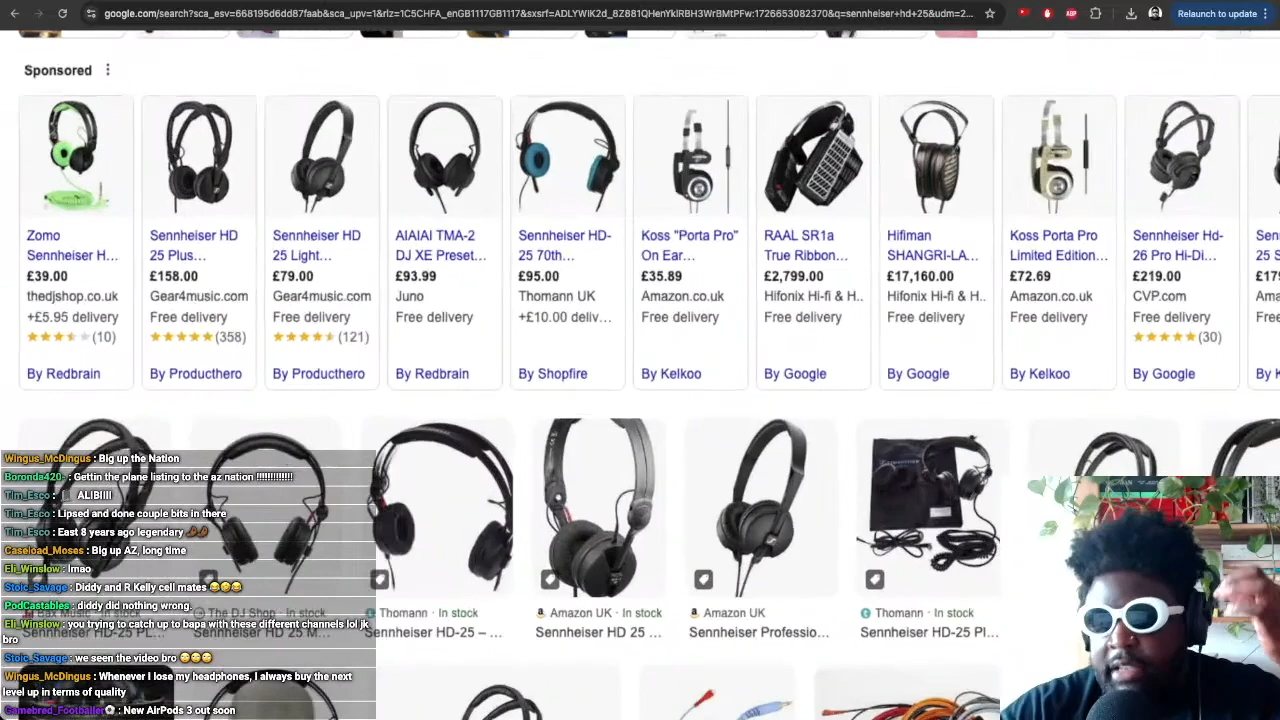 google.com/search?sca_esv=668195d6dd87faab&sca_upv=1&rlz=1C5CHFA_enGB1117GB1117&sxsrf=ADLYWIK2d_8Z881QHenYklRBH3WrBMtPFw:1726653082370&q=sennheiser+hd+25&udm=2...
Relaunch to update
Sponsored
Zomo
Sennheiser H...
£39.00
thedjshop.co.uk
+£5.95 delivery
(10)
By Redbrain
Sennheiser HD
25 Plus...
£158.00
Gear4music.com
Free delivery
(358)
By Producthero
Sennheiser HD
25 Light...
£79.00
Gear4music.com
Free delivery
(121)
By Producthero
AIAIAI TMA-2
DJ XE Preset...
£93.99
Juno
Free delivery
By Redbrain
Sennheiser HD-
25 70th...
£95.00
Thomann UK
+£10.00 deliv...
By Shopfire
Koss "Porta Pro"
On Ear...
£35.89
Amazon.co.uk
Free delivery
By Kelkoo
RAAL SR1a
True Ribbon...
£2,799.00
Hifonix Hi-fi & H..
Free delivery
By Google
Hifiman
SHANGRI-LA...
£17,160.00
Hifonix Hi-fi & H..
Free delivery
By Google
Koss Porta Pro
Limited Edition...
£72.69
Amazon.co.uk
Free delivery
By Kelkoo
Sennheiser Hd-
26 Pro Hi-Di...
£219.00
CVP.com
Free delivery
(30)
By Google
Wingus_McDingus : Big up the Nation
Boronda420- : Gettin the plane listing to the az nation !!!!!!!!!!!!!
Tim_Esco : ALIBIIII
Tim_Esco : Lipsed and done couple bits in there
Tim_Esco : East 8 years ago legendary
Caseload_Moses : Big up AZ, long time
Eli_Winslow : lmao
Stoic_Savage : Diddy and R Kelly cell mates 😂🤣😂
PodCastables : diddy did nothing wrong.
Eli_Winslow : you trying to catch up to bapa with these different channels lol jk
bro
Stoic_Savage : we seen the video bro
Wingus_McDingus : Whenever I lose my headphones, I always buy the next
level up in terms of quality
Gamebred_Footballer⚽ : New AirPods 3 out soon
The DJ Shop · In stock
Sennheiser HD 25 M...
Thomann · In stock
Sennheiser HD-25 – ...
Amazon UK · In stock
Sennheiser HD 25 ...
Amazon UK
Sennheiser Professio...
Thomann · In stock
Sennheiser HD-25 Pl...